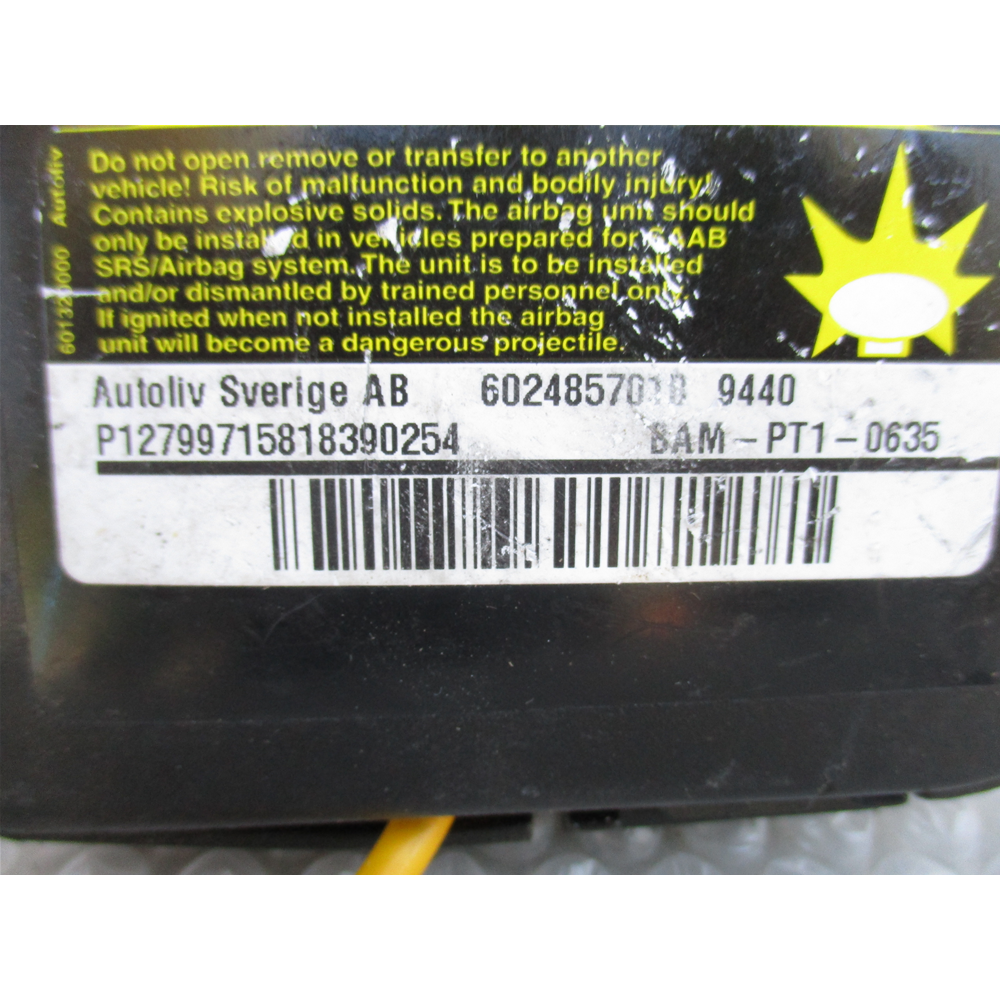 Do not open remove or transfer to another
vehicle! Risk of malfunction and bodily injury!
Contains explosive solids. The airbag unit should
only be installed in vehicles prepared for SAAB
SRS/Airbag system. The unit is to be installed
and/or dismantled by trained personnel only.
If ignited when not installed the airbag
unit will become a dangerous projectile.
Autoliv
Autoliv Sverige AB 9440
P12799715818390254 BAM-PT1-0635